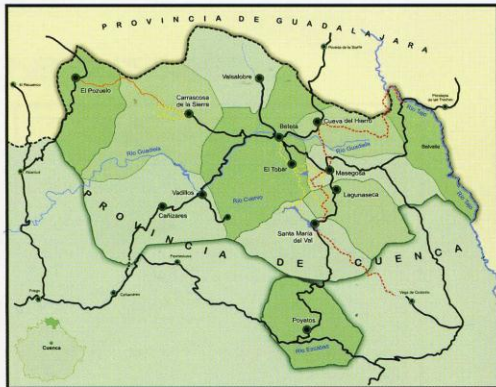 PROVINCIA DE GUADALAJARA
Valsalobre
El Pozuelo
Carrascosa
de la Sierra
Cueva del Hierro
Río Tajo
Beteta
Río Guadiela
Río Guadiela
Belvalle
El Tobar
Masegosa
Río Tajo
Vadillos
Lagunaseca
Río Cuervo
Cañizares
Santa María
del Val
PROVINCIA DE CUENCA
Poyatos
Río Escabas
Cuenca